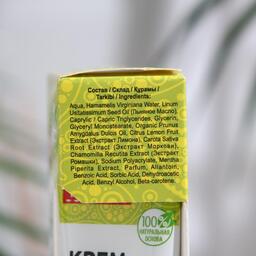 Состав / Склад / Құрамы /
Tarkibi / Ingredients:
Aqua, Hamamelis Virginiana Water, Linum
Usitatissimum Seed Oil (Льняное Масло),
Caprylic / Capric Triglycerides, Glycerin,
Glyceryl Monostearate, Organic Prunus
Amygdalus Dulcis Oil, Citrus Lemon Fruit
Extract (Экстракт Лимона), Carota Sativa
Root Extract (Экстракт Моркови),
Chamomilla Recutita Extract (Экстракт
Ромашки), Sodium Polyacrylate, Mentha
Piperita Extract, Parfum, Allantoin,
Benzoic Acid, Sorbic Acid, Dehydroacetic
Acid, Benzyl Alcohol, Beta-carotene.
100%
НАТУРАЛЬНАЯ
ОСНОВА
КРЕМ